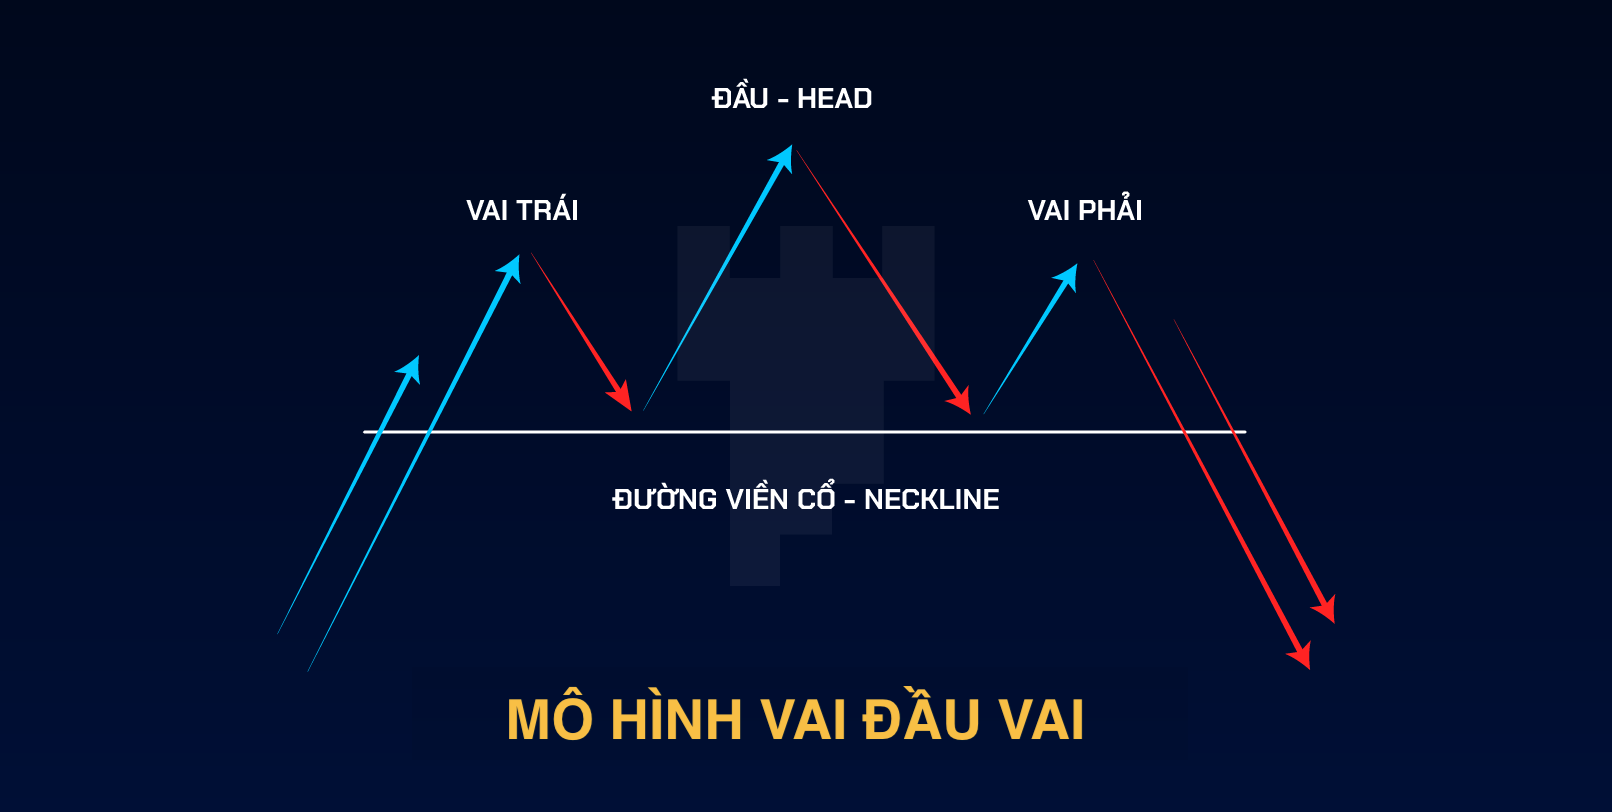 ĐẦU - HEAD
VAI TRÁI
VAI PHẢI
ĐƯỜNG VIỀN CỔ - NECKLINE
MÔ HÌNH VAI ĐẦU VAI